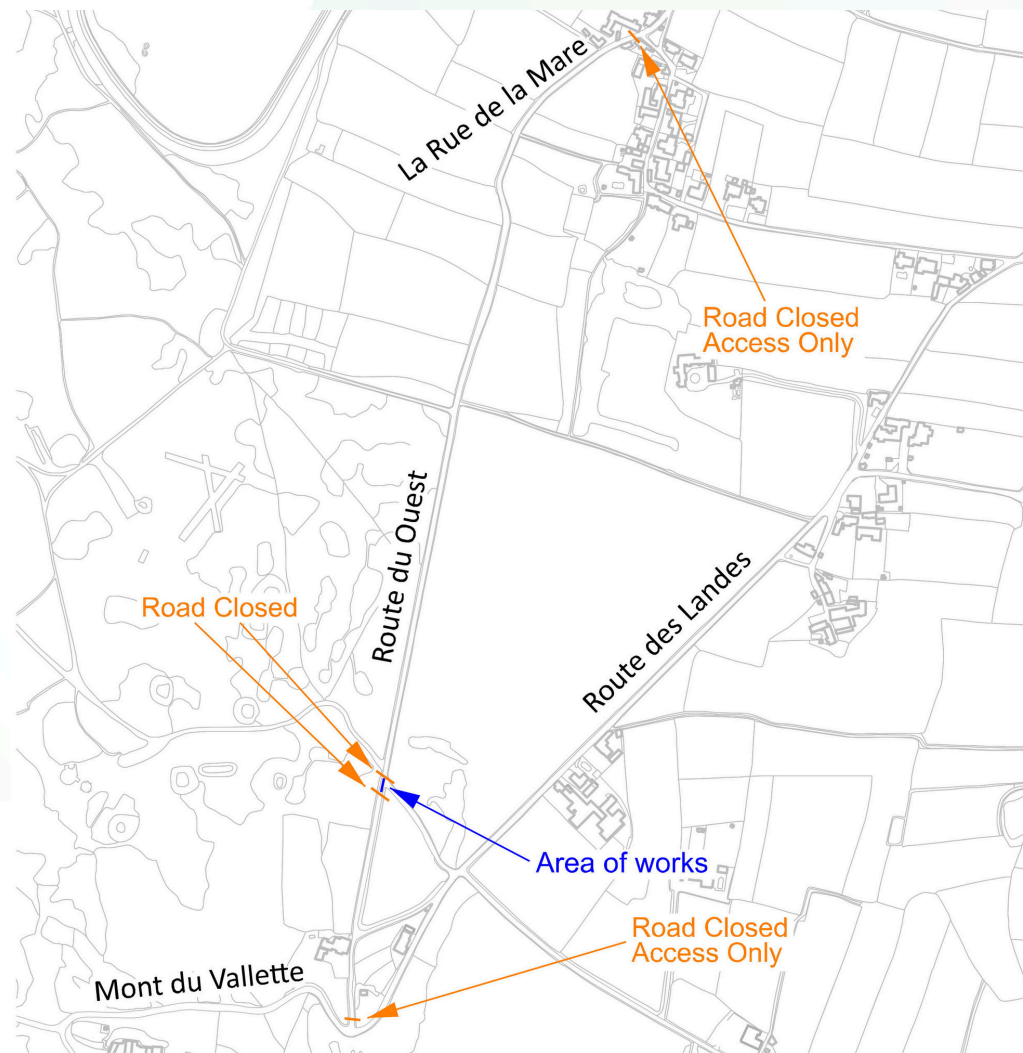 La Rue de la Mare
Road Closed
Access Only
Route du Ouest
Road Closed
Route des Landes
Area of works
Road Closed
Access Only
Mont du Vallette